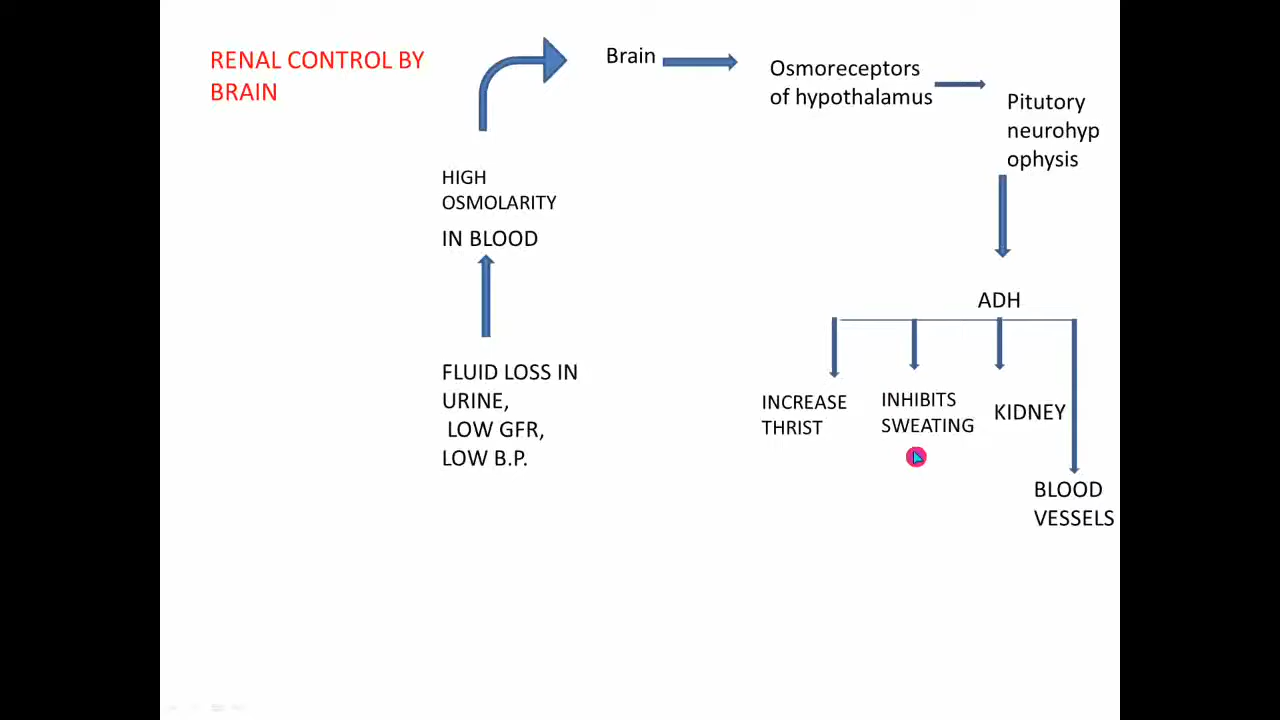 RENAL CONTROL BY
BRAIN
Brain
Osmoreceptors
of hypothalamus
Pitutory
neurohyp
ophysis
HIGH
OSMOLARITY
IN BLOOD
ADH
FLUID LOSS IN
URINE,
LOW GFR,
LOW B.P.
INCREASE
THRIST
INHIBITS
SWEATING
KIDNEY
BLOOD
VESSELS